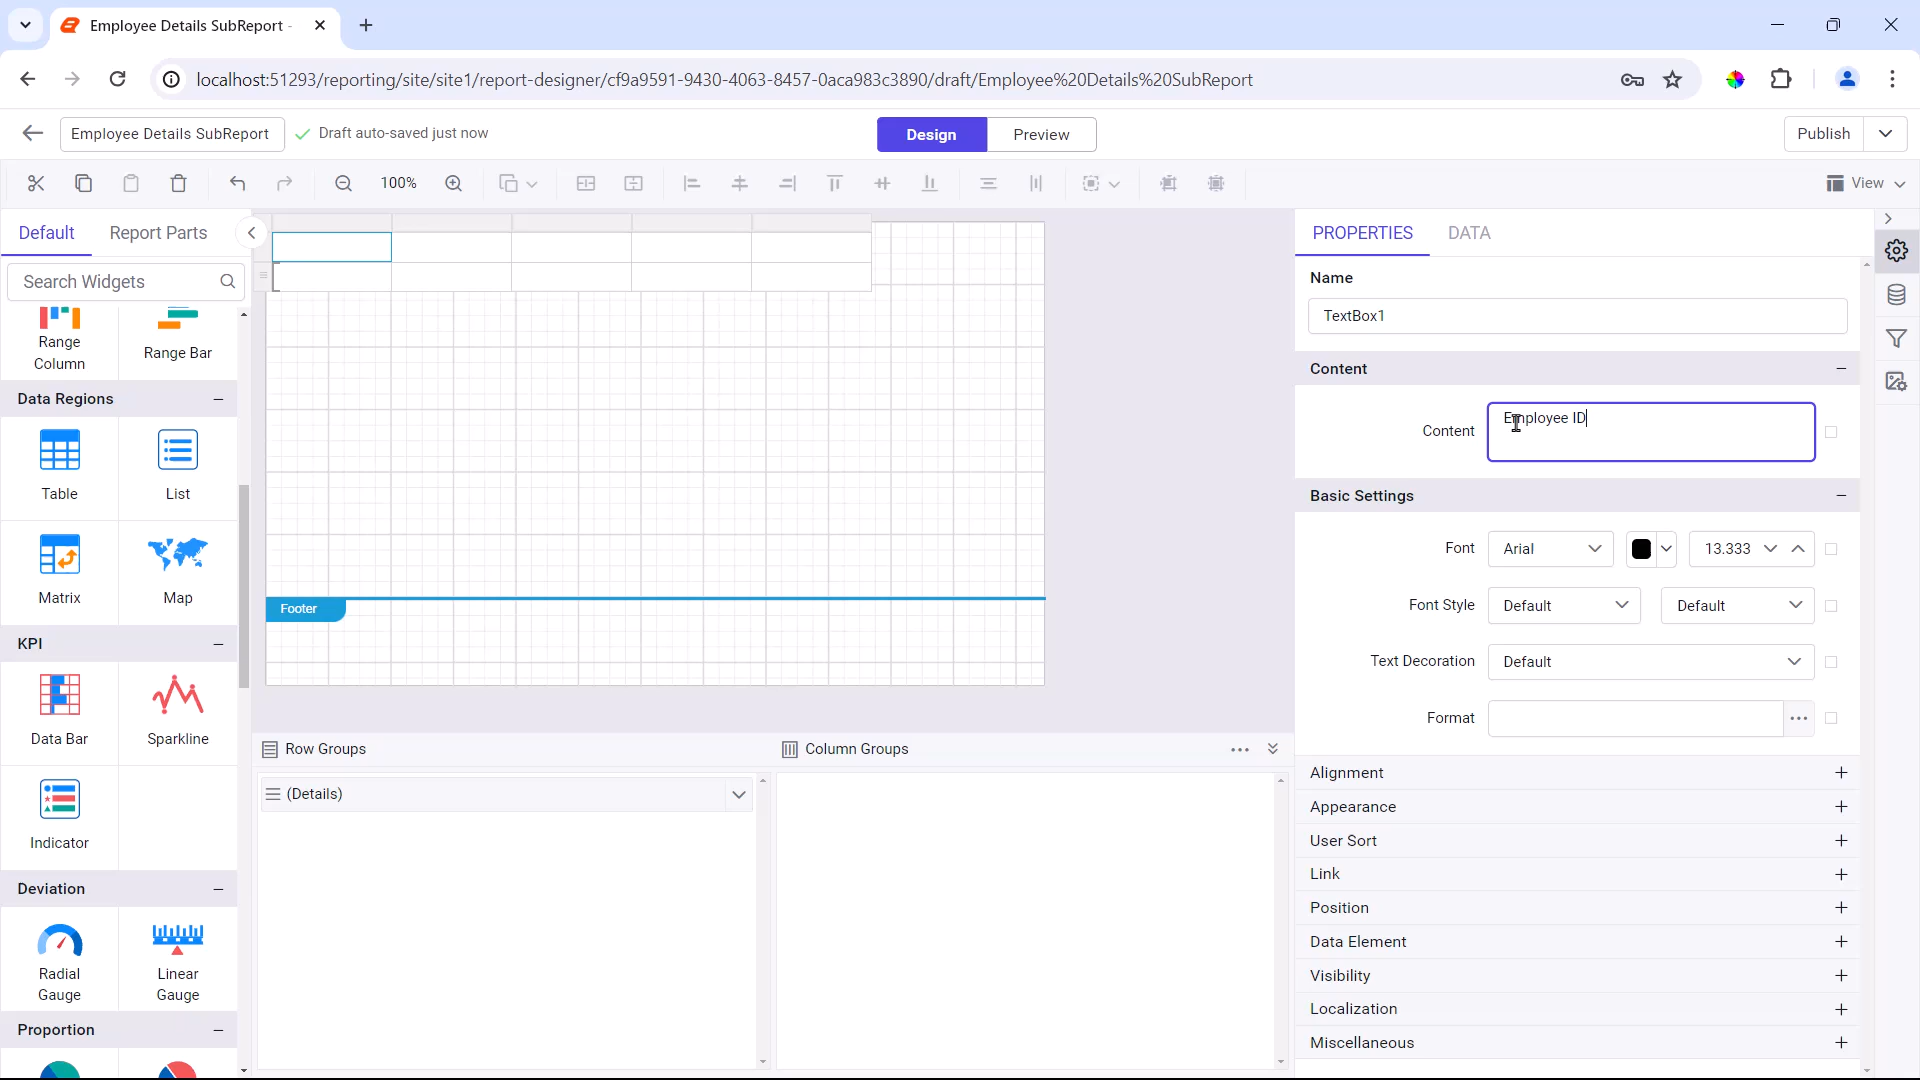 Employee Details SubReport -
localhost:51293/reporting/site/site1/report-designer/cf9a9591-9430-4063-8457-0aca983c3890/draft/Employee%20Details%20SubReport
Employee Details SubReport
Draft auto-saved just now
Design
Preview
Publish
100%
View
Default
Report Parts
Search Widgets
Range Column
Range Bar
Data Regions
Table
List
Matrix
Map
KPI
Data Bar
Sparkline
Indicator
Deviation
Radial Gauge
Linear Gauge
Proportion
Footer
Row Groups
(Details)
Column Groups
PROPERTIES
DATA
Name
TextBox1
Content
Content
Employee ID
Basic Settings
Font
Arial
13.333
Font Style
Default
Default
Text Decoration
Default
Format
Alignment
Appearance
User Sort
Link
Position
Data Element
Visibility
Localization
Miscellaneous